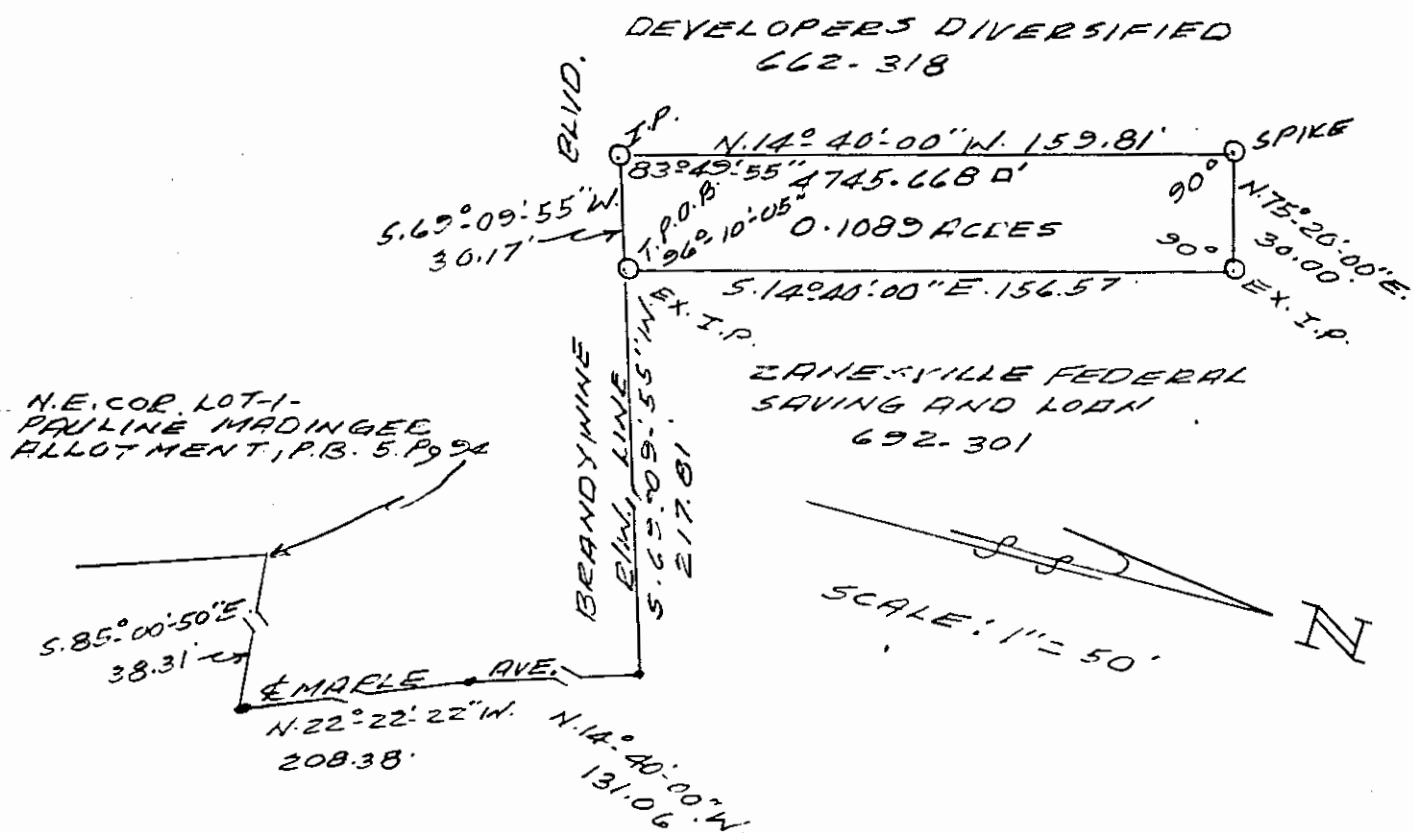 DEVELOPERS DIVERSIFIED
662-318
BLVD.
I.P.
N.14°-40'-00" W. 159.81'
SPIKE
83°-49'-55"
4745.668 □'
90°
S.69°-09'-55" W.
30.17'
T.P.O.B.
96°-10'-05"
0.1089 ACRES
90°
N.75°-20'-00" E.
30.00'
S.14°-40'-00" E. 156.57'
EX. I.P.
EX. I.P.
ZANESVILLE FEDERAL
SAVING AND LOAN
692-301
BRANDYWINE
R/W. LINE
S.69°-09'-55" W.
217.81'
N.E. COR. LOT-1-
PAULINE MADINGER
ALLOTMENT, P.B. 5. Pg 94
S.85°-00'-50" E.
38.31'
℄ MAPLE AVE.
N.22°-22'-22" W.
208.38'
N.14°-40'-00" W.
131.06
SCALE: 1" = 50'
N